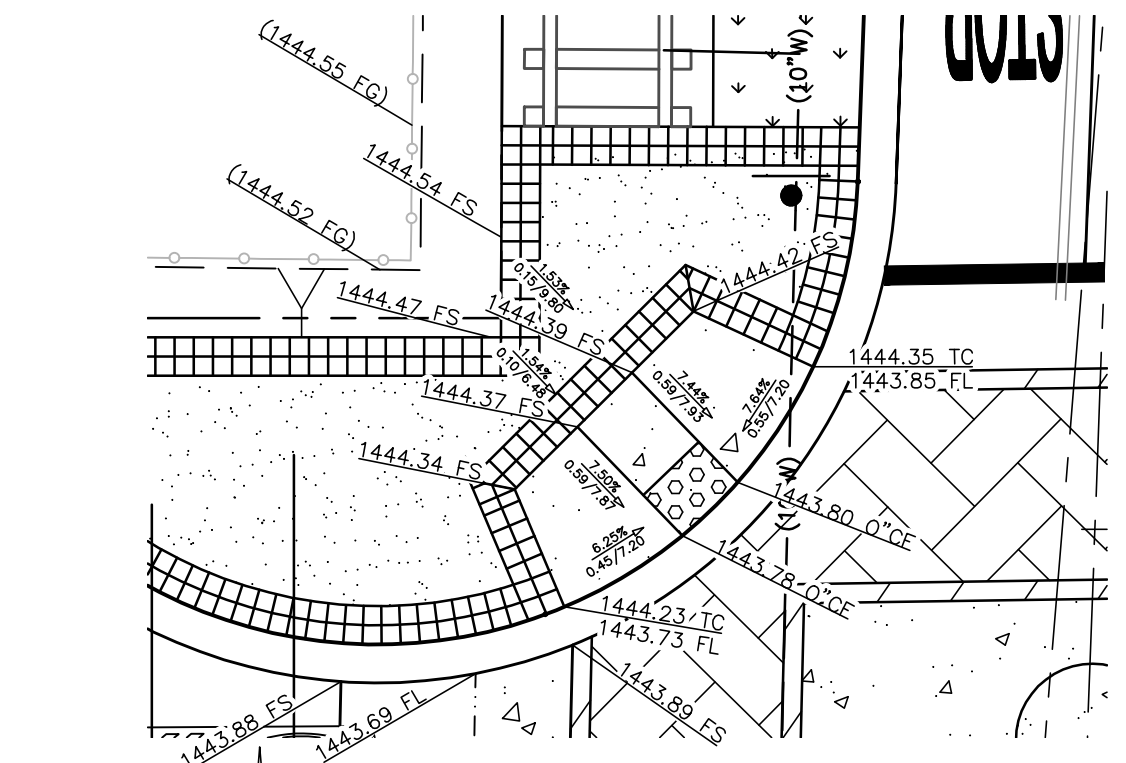 (1444.55 FG)
(10"W)
STOP
1444.54 FS
(1444.52 FG)
1444.42 FS
1.53%
0.15/9.80
1444.47 FS
1444.39 FS
1.54%
0.10/6.48
1444.35 TC
1443.85 FL
1444.37 FS
7.44%
0.59/7.93
7.64%
0.55/7.20
1444.34 FS
7.50%
0.59/7.87
1443.80 0"CF
6.25%
0.45/7.20
1443.78 0"CF
1444.23 TC
1443.73 FL
1443.89 FS
1443.88 FS
1443.69 FL